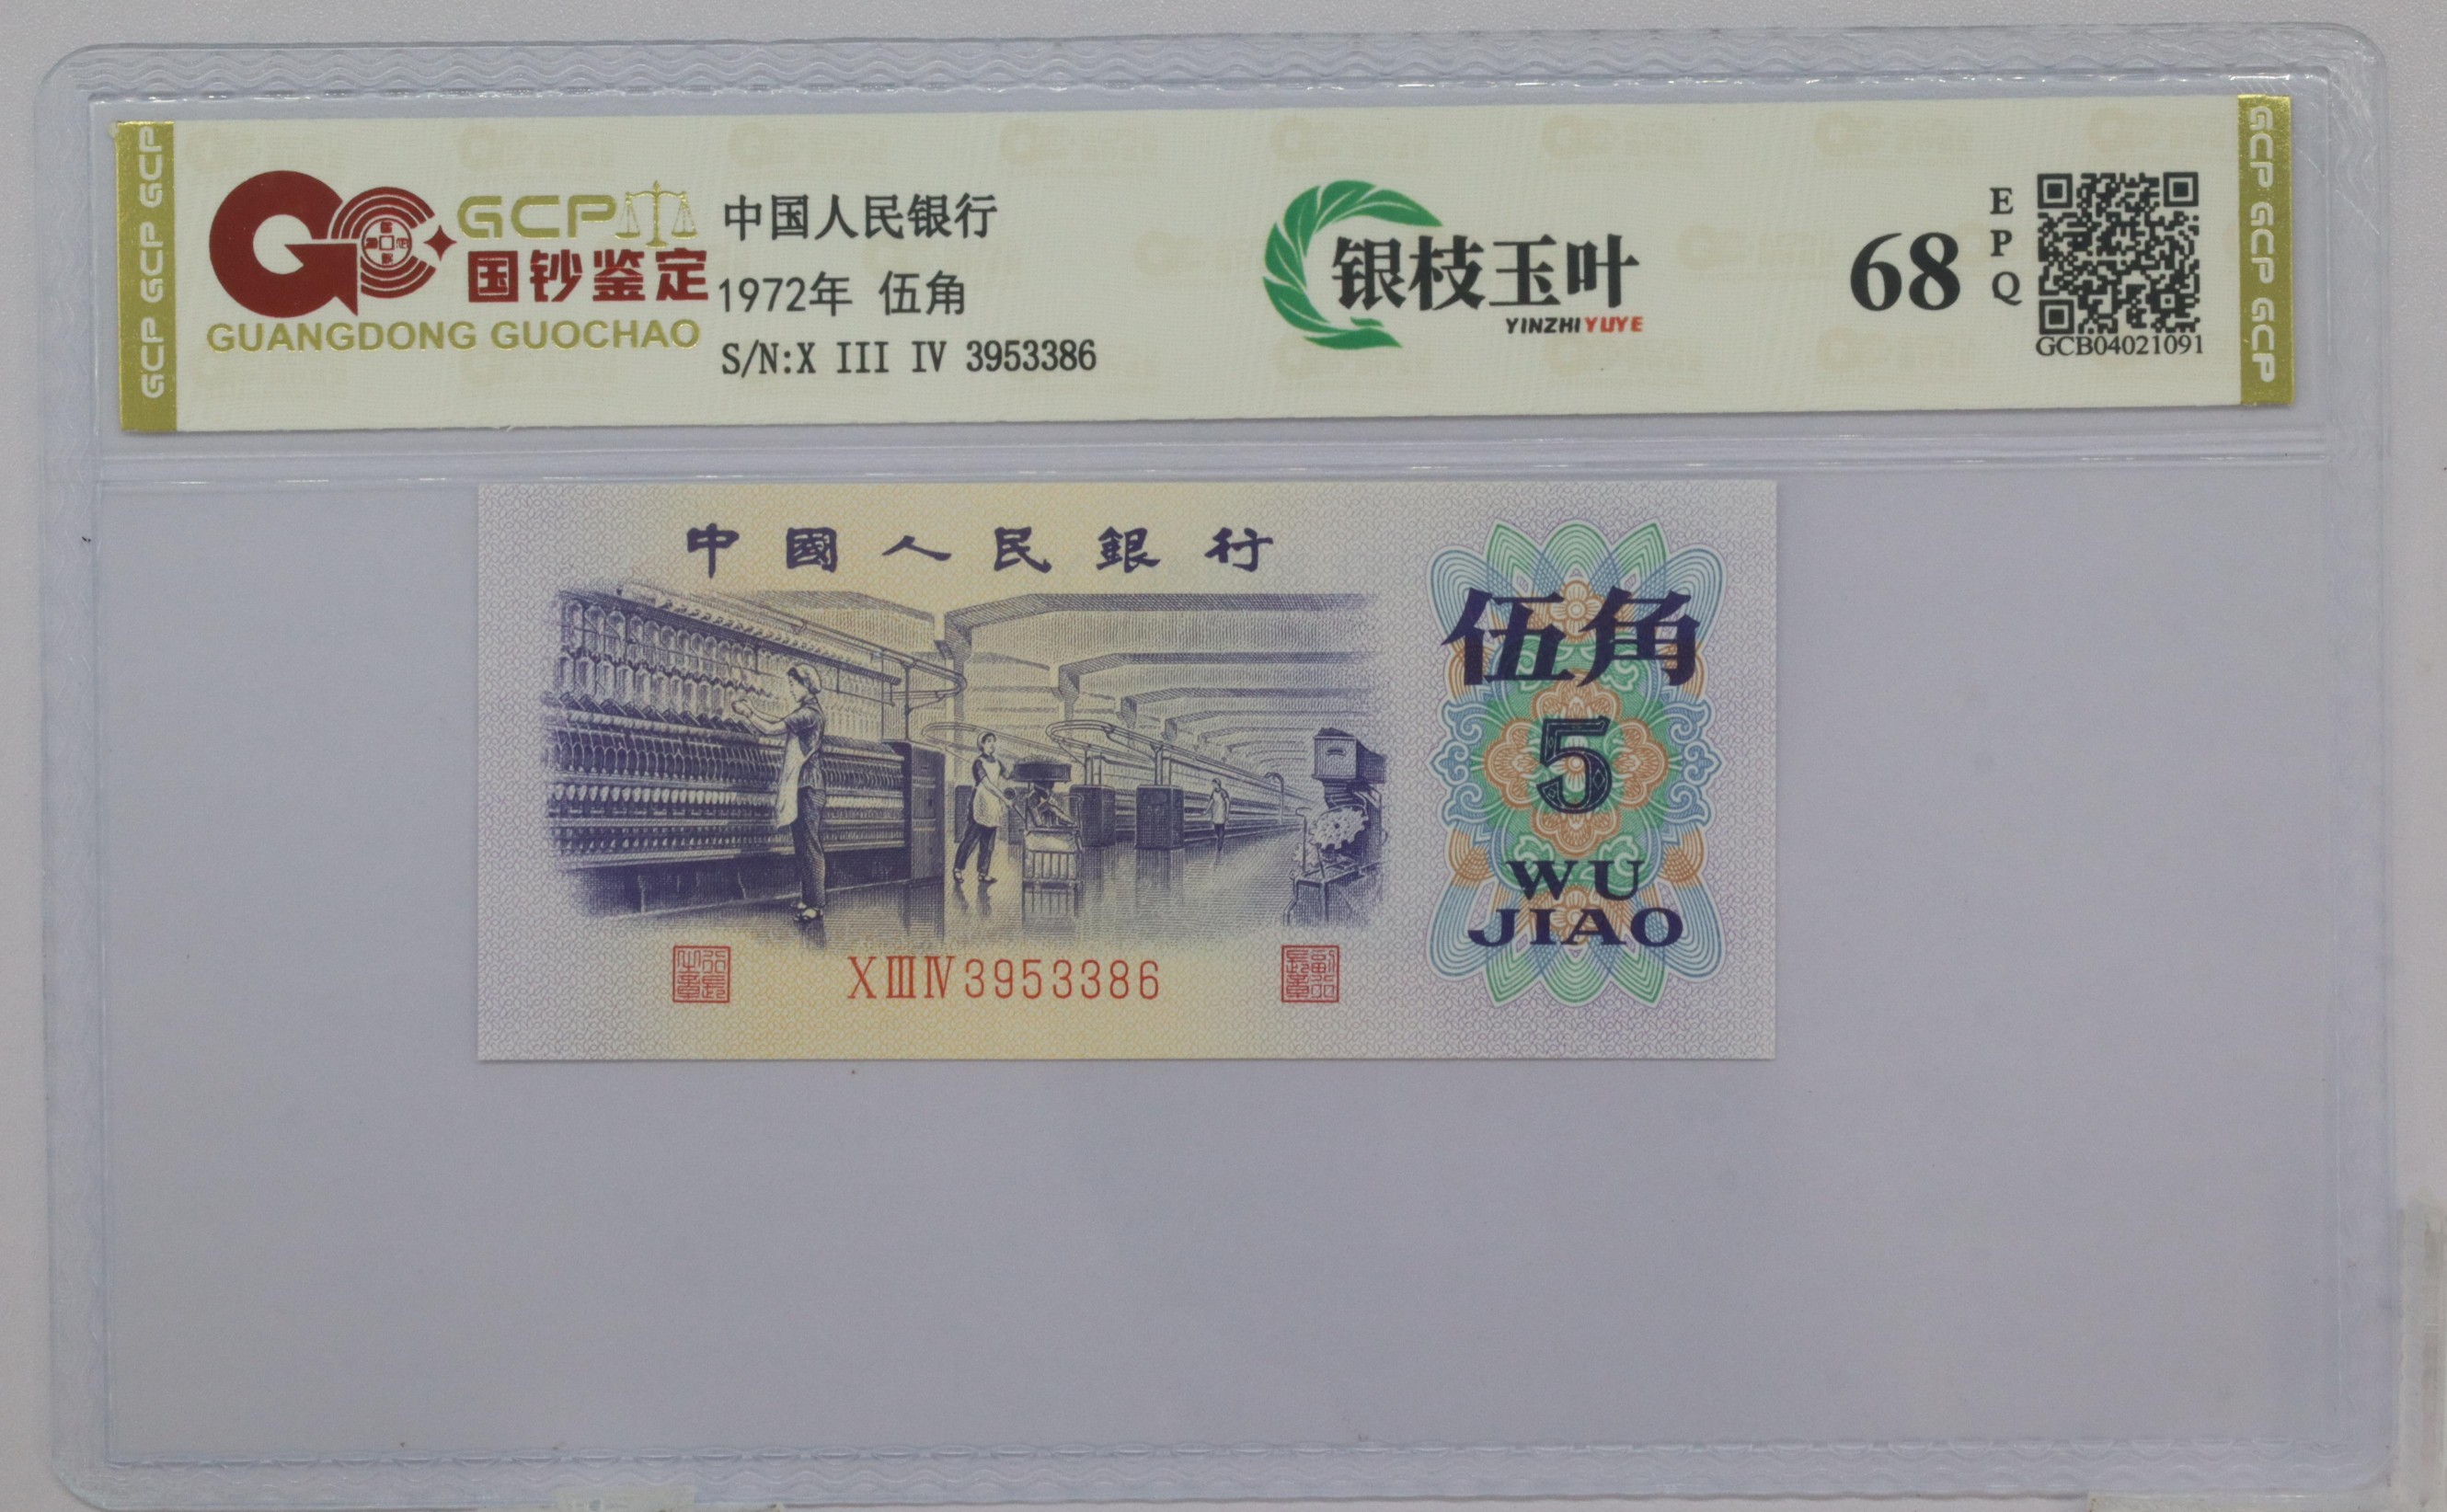 GCP GCP GCP
GCP
国钞鉴定
GUANGDONG GUOCHAO
中国人民银行
1972年 伍角
S/N:X III IV 3953386
银枝玉叶
YINZHIYUYE
68
EPQ
GCB04021091
GCP GCP GCP
中國人民銀行
伍角
5
WU
JIAO
XⅢⅣ3953386